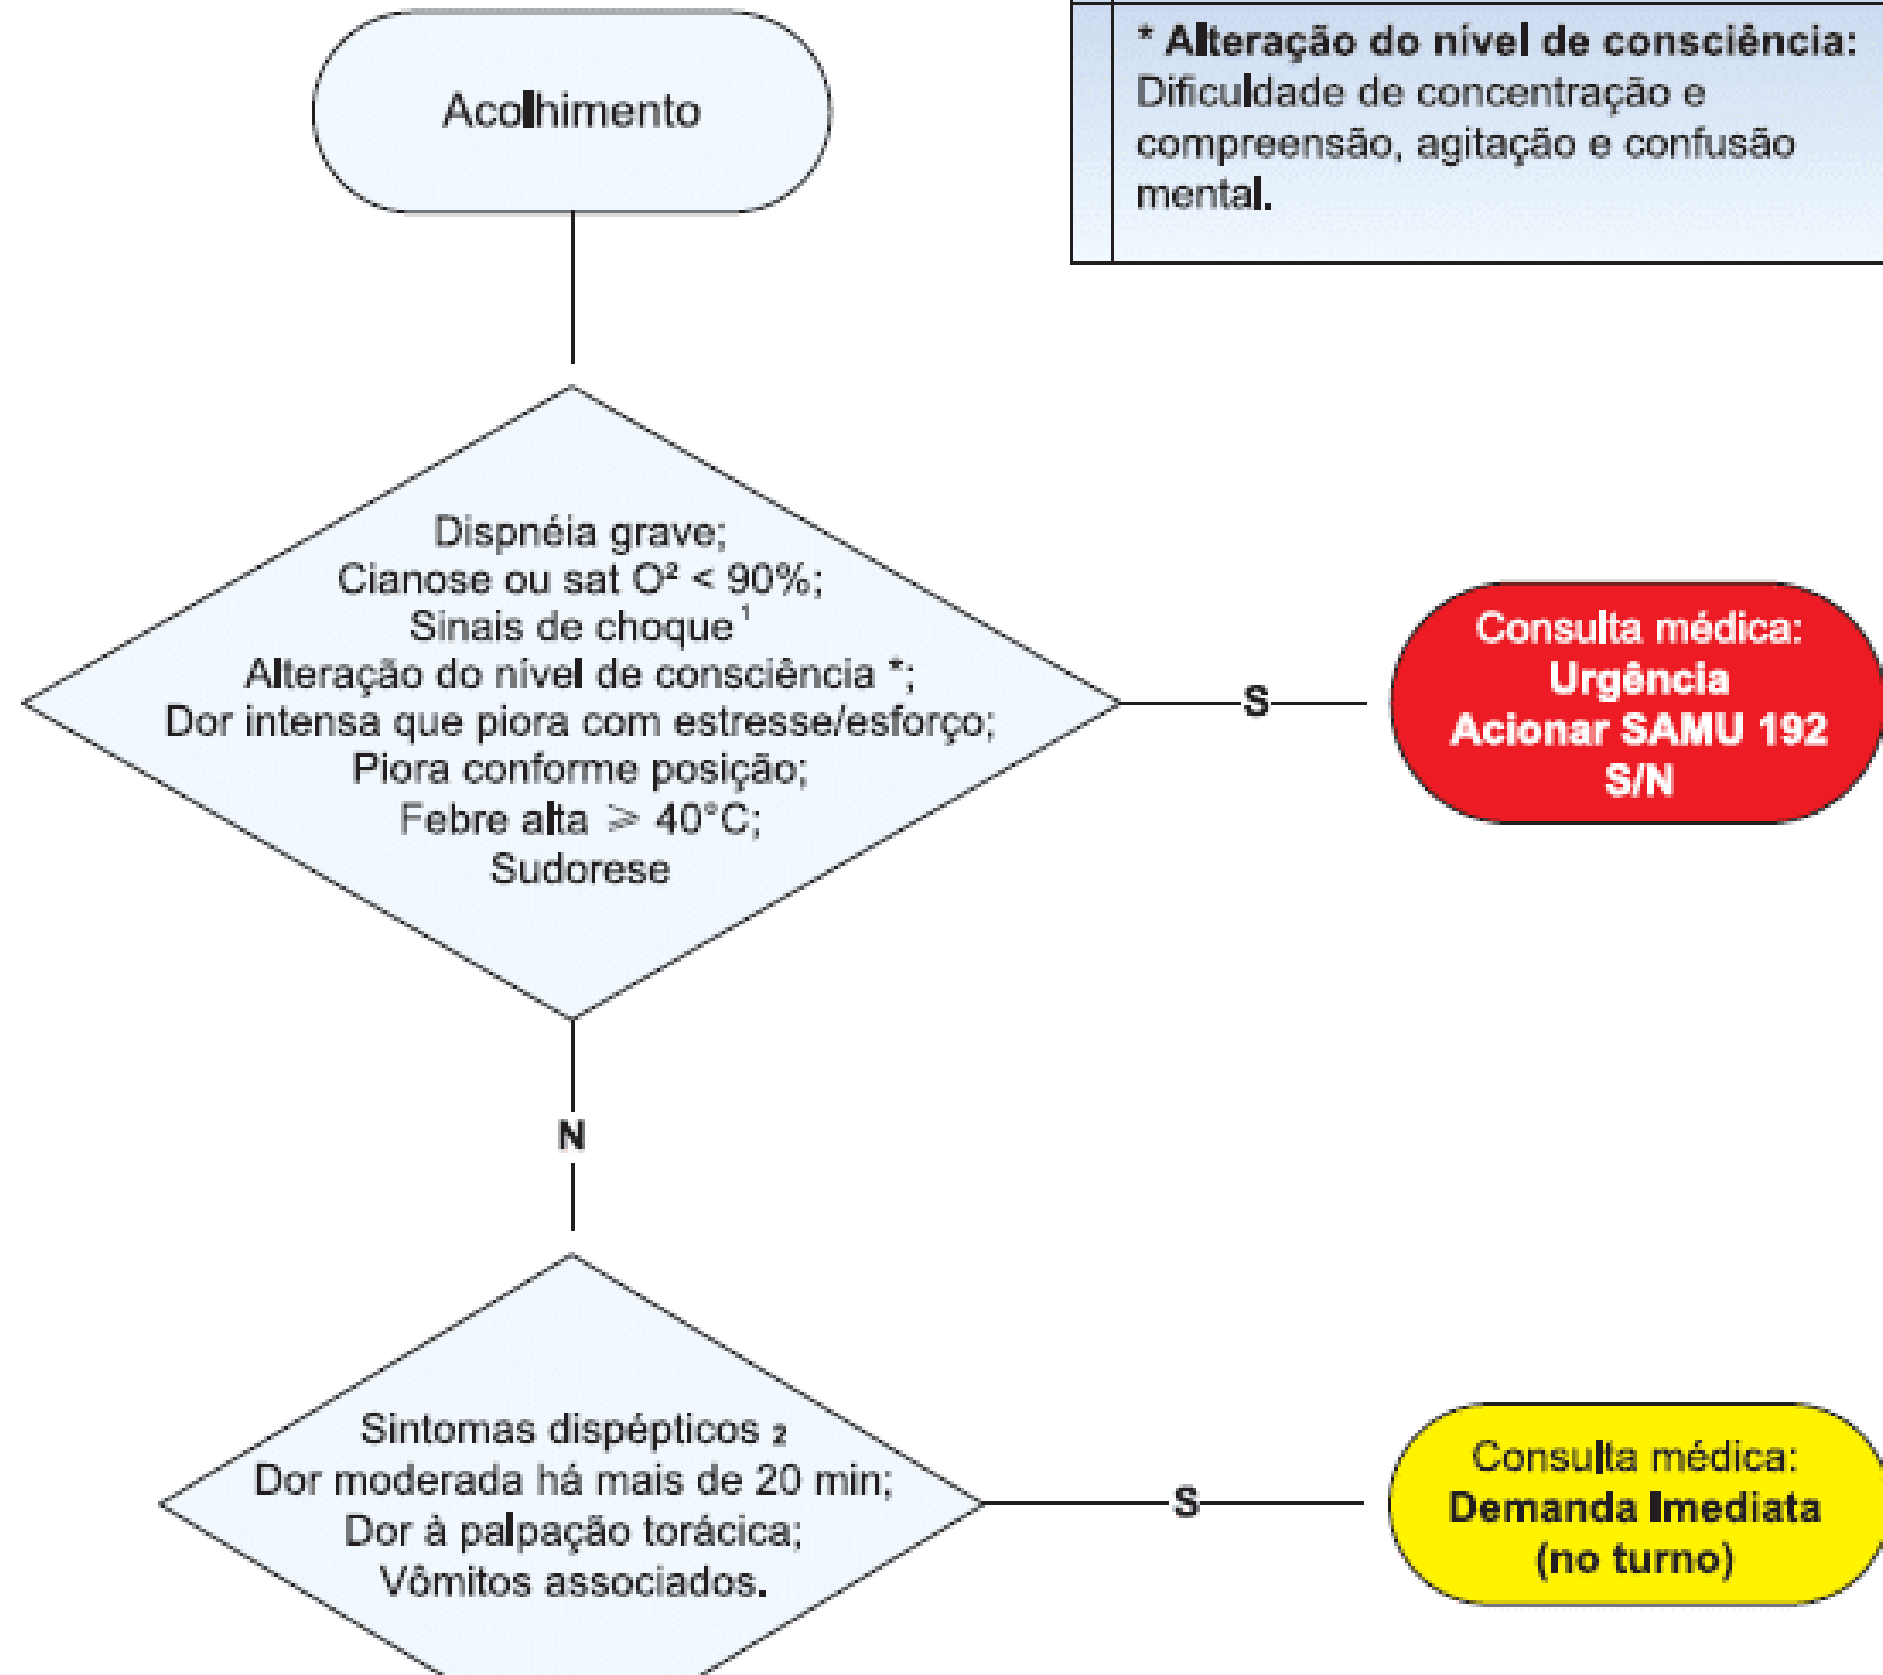 Acolhimento
* Alteração do nível de consciência:
Dificuldade de concentração e
compreensão, agitação e confusão
mental.
Dispnéia grave;
Cianose ou sat O² < 90%;
Sinais de choque ¹
Alteração do nível de consciência *;
Dor intensa que piora com estresse/esforço;
Piora conforme posição;
Febre alta ⩾ 40°C;
Sudorese
S
Consulta médica:
Urgência
Acionar SAMU 192
S/N
N
Sintomas dispépticos ₂
Dor moderada há mais de 20 min;
Dor à palpação torácica;
Vômitos associados.
S
Consulta médica:
Demanda Imediata
(no turno)